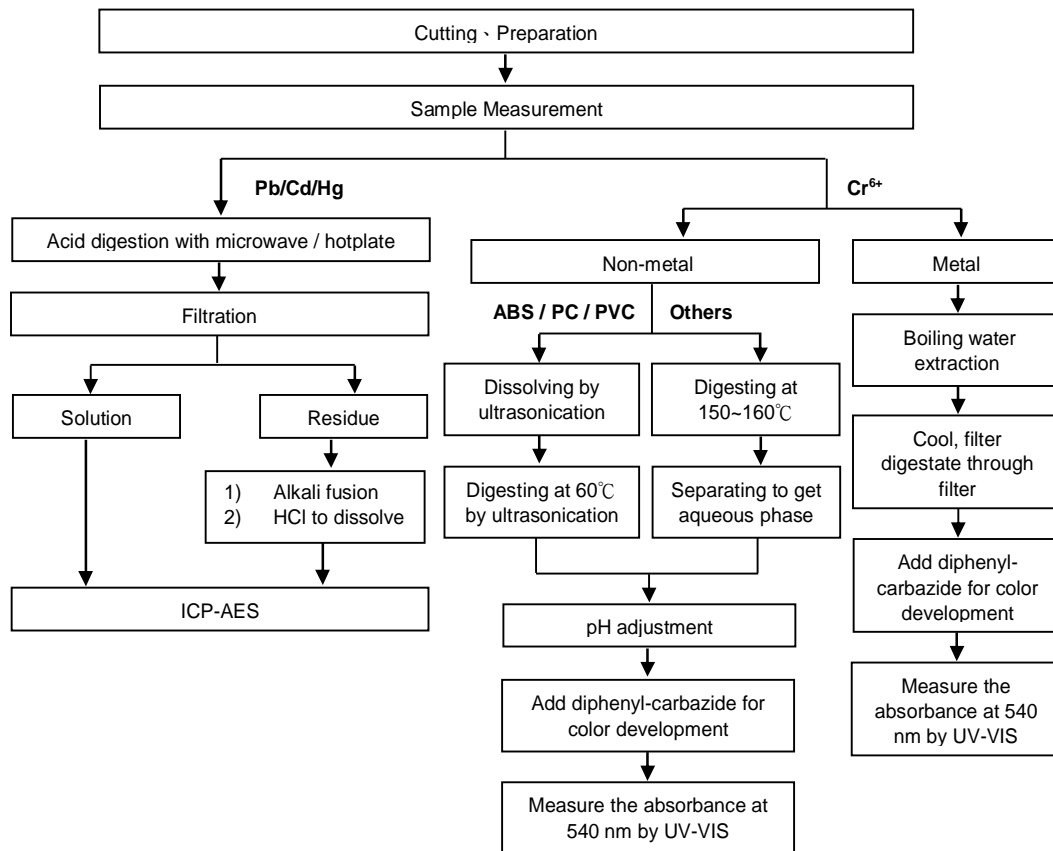 Cutting、Preparation
Sample Measurement
Pb/Cd/Hg
Acid digestion with microwave / hotplate
Filtration
Solution
Residue
1) Alkali fusion
2) HCl to dissolve
ICP-AES
Cr⁶⁺
Non-metal
ABS / PC / PVC
Others
Dissolving by
ultrasonication
Digesting at 60℃
by ultrasonication
Digesting at
150~160℃
Separating to get
aqueous phase
pH adjustment
Add diphenyl-carbazide for
color development
Measure the absorbance at
540 nm by UV-VIS
Metal
Boiling water
extraction
Cool, filter
digestate through
filter
Add diphenyl-
carbazide for color
development
Measure the
absorbance at 540
nm by UV-VIS